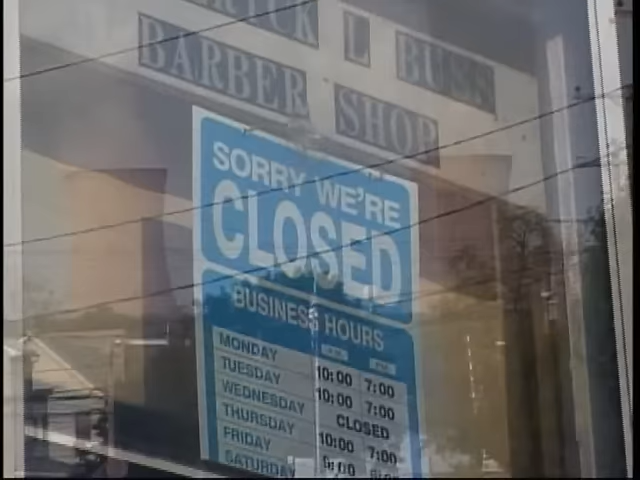 L BUSS
BARBER SHOP
SORRY WE'RE
CLOSED
BUSINESS HOURS
MONDAY 10:00 7:00
TUESDAY 10:00 7:00
WEDNESDAY CLOSED
THURSDAY 10:00 7:00
FRIDAY
SATURDAY